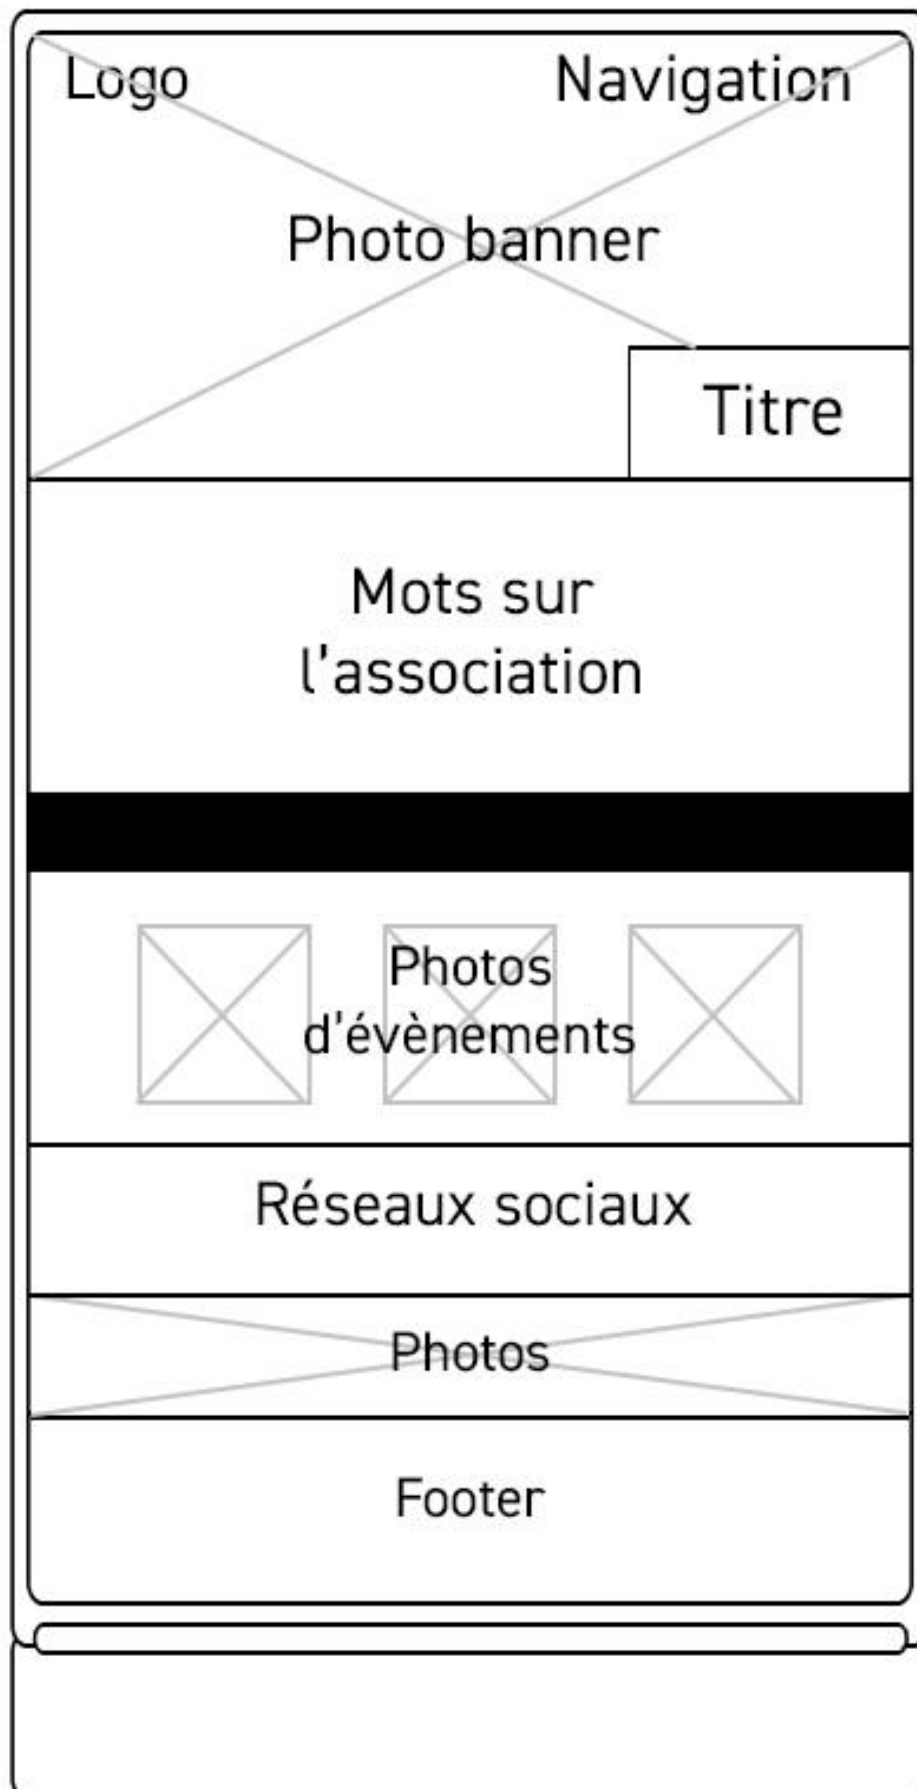 Logo
Navigation
Photo banner
Titre
Mots sur
l'association
Photos
d'évènements
Réseaux sociaux
Photos
Footer